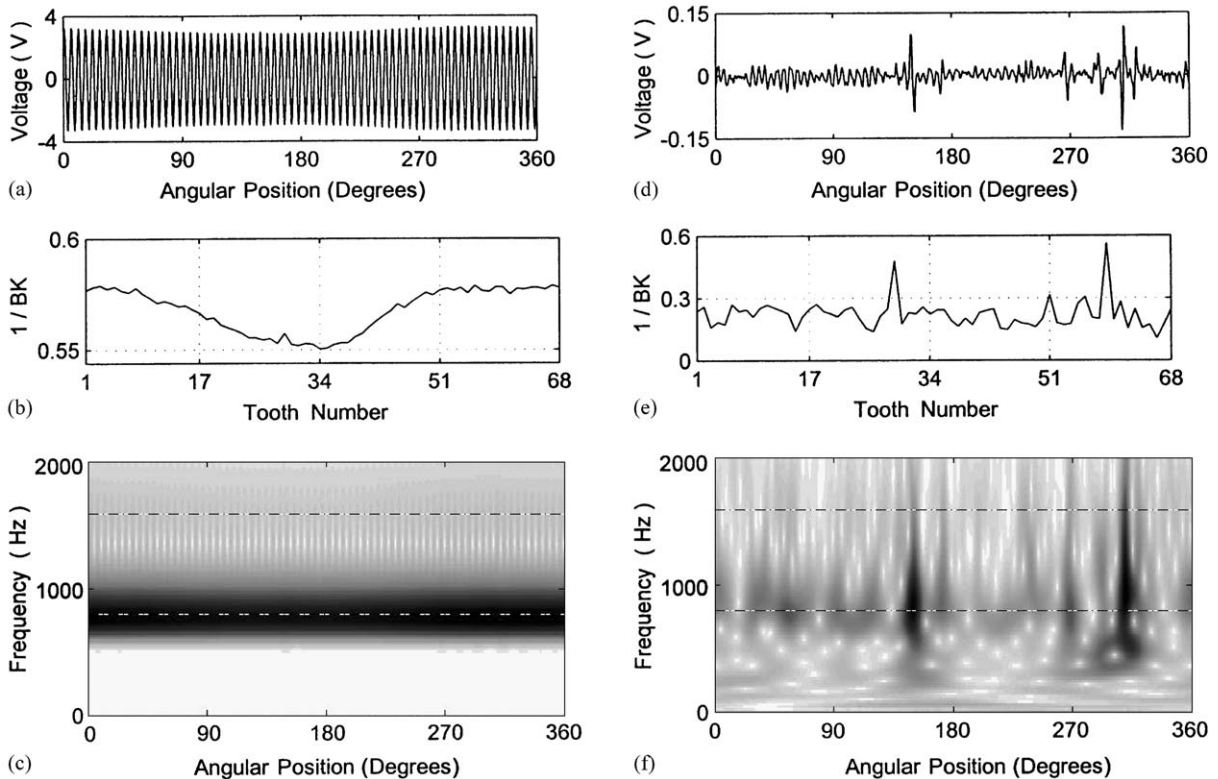 4
0
-4
Voltage ( V )
0 90 180 270 360
(a) Angular Position (Degrees)
0.15
0
-0.15
Voltage ( V )
0 90 180 270 360
(d) Angular Position (Degrees)
0.6
0.55
1 / BK
1 17 34 51 68
(b) Tooth Number
0.6
0.3
0
1 / BK
1 17 34 51 68
(e) Tooth Number
2000
1000
0
Frequency ( Hz )
0 90 180 270 360
(c) Angular Position (Degrees)
2000
1000
0
Frequency ( Hz )
0 90 180 270 360
(f) Angular Position (Degrees)